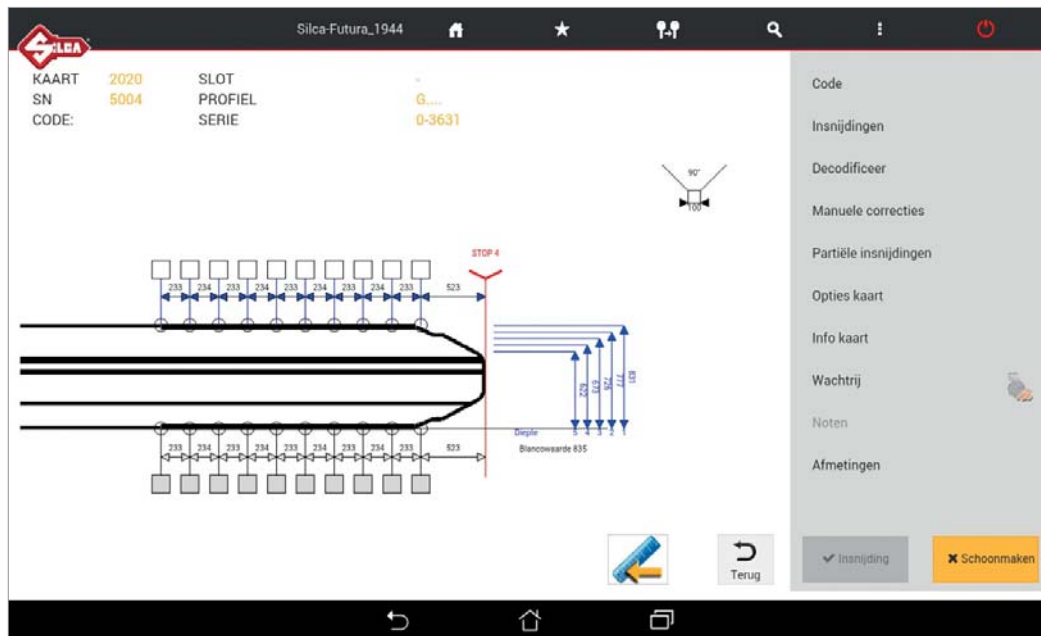 Silca-Futura_1944
SILCA
KAART 2020 SLOT -
SN 5004 PROFIEL G....
CODE: SERIE 0-3631
90°
100
STOP 4
233 234 233 234 233 234 233 234 233 523
831
777
726
673
622
Diepte 5 4 3 2 1
233 234 233 234 233 234 233 234 233 523
Blancowaarde 835
Terug
Code
Insnijdingen
Decodificeer
Manuele correcties
Partiële insnijdingen
Opties kaart
Info kaart
Wachtrij
Noten
Afmetingen
Insnijding
Schoonmaken